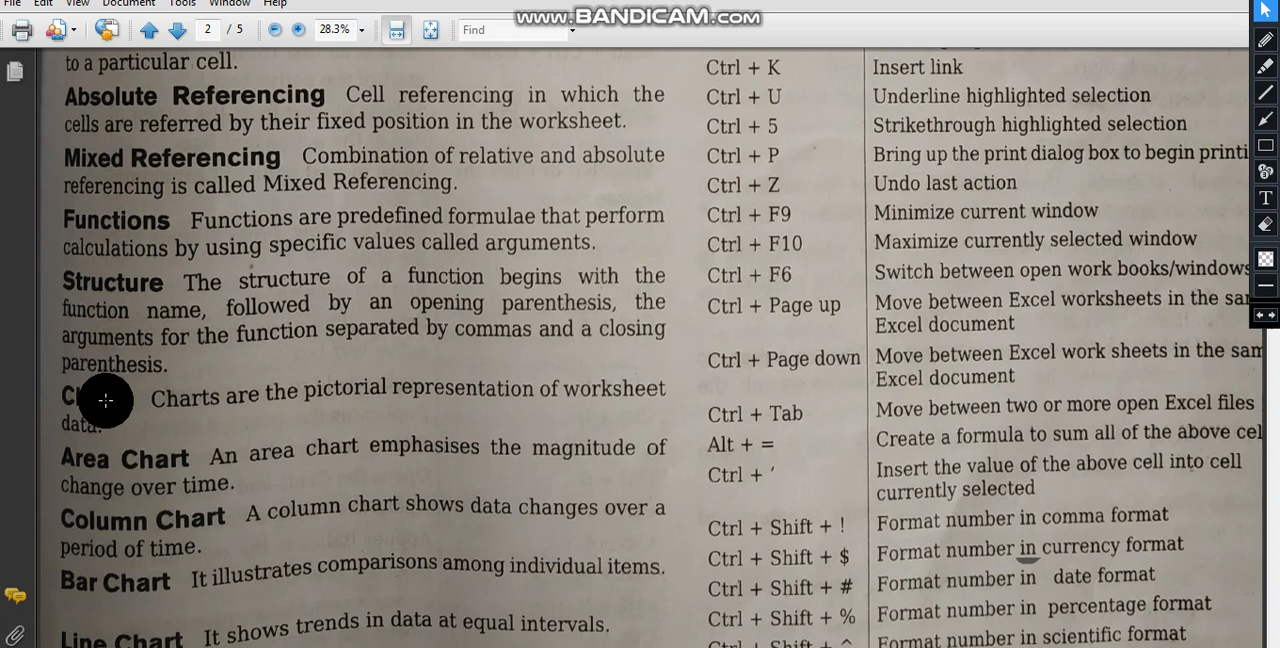 File Edit View Document Tools Window Help
www.BANDICAM.com
2 / 5 28.3% Find
to a particular cell.
Absolute Referencing Cell referencing in which the
cells are referred by their fixed position in the worksheet.
Mixed Referencing Combination of relative and absolute
referencing is called Mixed Referencing.
Functions Functions are predefined formulae that perform
calculations by using specific values called arguments.
Structure The structure of a function begins with the
function name, followed by an opening parenthesis, the
arguments for the function separated by commas and a closing
parenthesis.
Charts are the pictorial representation of worksheet
data.
Area Chart An area chart emphasises the magnitude of
change over time.
Column Chart A column chart shows data changes over a
period of time.
Bar Chart It illustrates comparisons among individual items.
Line Chart It shows trends in data at equal intervals.
Ctrl + K Insert link
Ctrl + U Underline highlighted selection
Ctrl + 5 Strikethrough highlighted selection
Ctrl + P Bring up the print dialog box to begin printi
Ctrl + Z Undo last action
Ctrl + F9 Minimize current window
Ctrl + F10 Maximize currently selected window
Ctrl + F6 Switch between open work books/windows
Ctrl + Page up Move between Excel worksheets in the sam
Excel document
Ctrl + Page down Move between Excel work sheets in the sam
Excel document
Ctrl + Tab Move between two or more open Excel files
Alt + = Create a formula to sum all of the above cel
Ctrl + ' Insert the value of the above cell into cell
currently selected
Ctrl + Shift + ! Format number in comma format
Ctrl + Shift + $ Format number in currency format
Ctrl + Shift + # Format number in date format
Ctrl + Shift + % Format number in percentage format
Ctrl + Shift + ^ Format number in scientific format